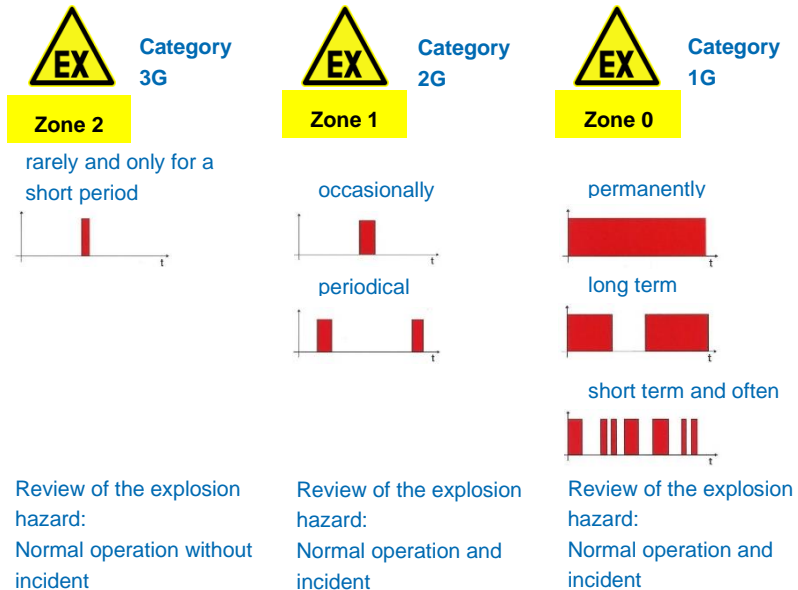 EX
Category
3G
Zone 2
rarely and only for a
short period
t
Review of the explosion
hazard:
Normal operation without
incident
EX
Category
2G
Zone 1
occasionally
t
periodical
t
Review of the explosion
hazard:
Normal operation and
incident
EX
Category
1G
Zone 0
permanently
t
long term
t
short term and often
t
Review of the explosion
hazard:
Normal operation and
incident